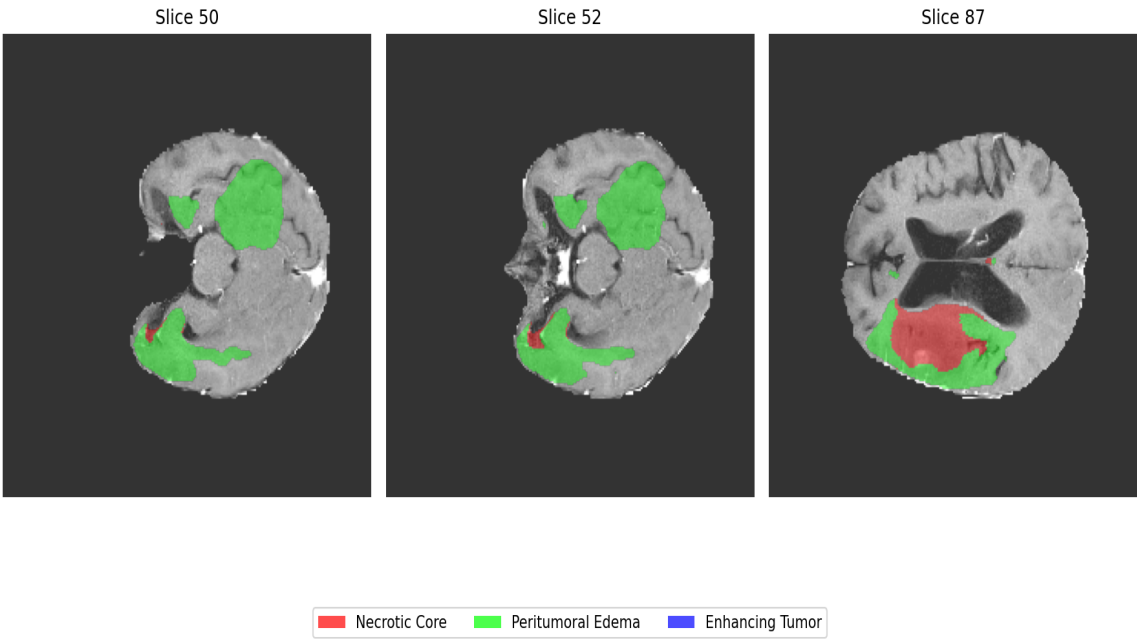 Slice 50
Slice 52
Slice 87
Necrotic Core
Peritumoral Edema
Enhancing Tumor